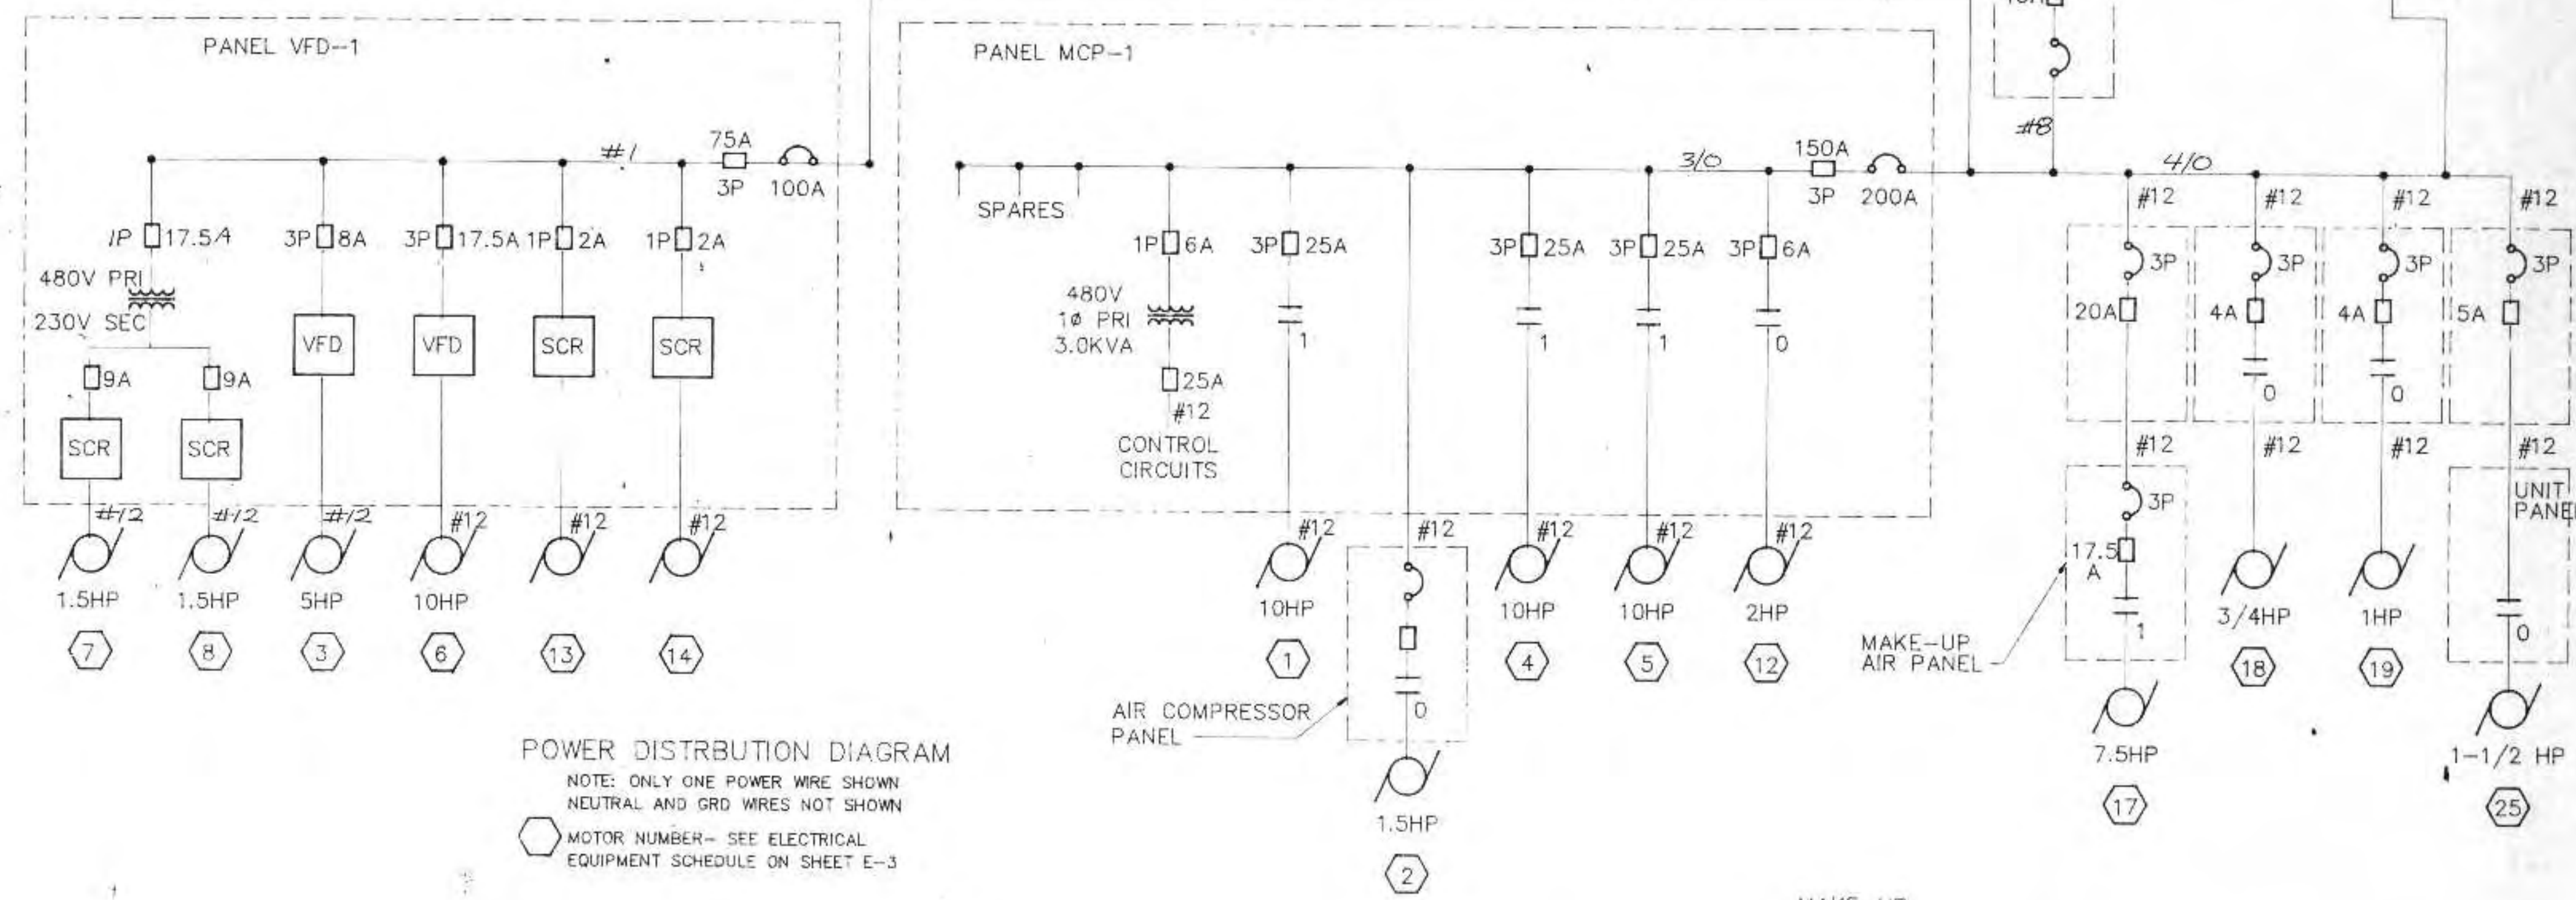 PANEL VFD-1
#1
75A
3P
100A
1P
17.5A
3P
8A
3P
17.5A
1P
2A
1P
2A
480V PRI
230V SEC
9A
9A
SCR
SCR
VFD
VFD
SCR
SCR
#12
#12
#12
#12
#12
#12
1.5HP
1.5HP
5HP
10HP
7
8
3
6
13
14
POWER DISTRBUTION DIAGRAM
NOTE: ONLY ONE POWER WIRE SHOWN
NEUTRAL AND GRD WIRES NOT SHOWN
MOTOR NUMBER- SEE ELECTRICAL
EQUIPMENT SCHEDULE ON SHEET E-3
PANEL MCP-1
SPARES
3/0
150A
3P
200A
1P
6A
3P
25A
3P
25A
3P
25A
3P
6A
480V
1ø PRI
3.0KVA
25A
#12
CONTROL
CIRCUITS
1
1
1
0
#12
#12
#12
#12
#12
10HP
10HP
10HP
2HP
1
4
5
12
AIR COMPRESSOR
PANEL
0
1.5HP
2
#8
4/0
#12
#12
#12
#12
3P
3P
3P
3P
20A
4A
4A
5A
0
0
#12
#12
#12
#12
3P
17.5
A
1
MAKE-UP
AIR PANEL
UNIT
0
7.5HP
3/4HP
1HP
1-1/2 HP
17
18
19
25